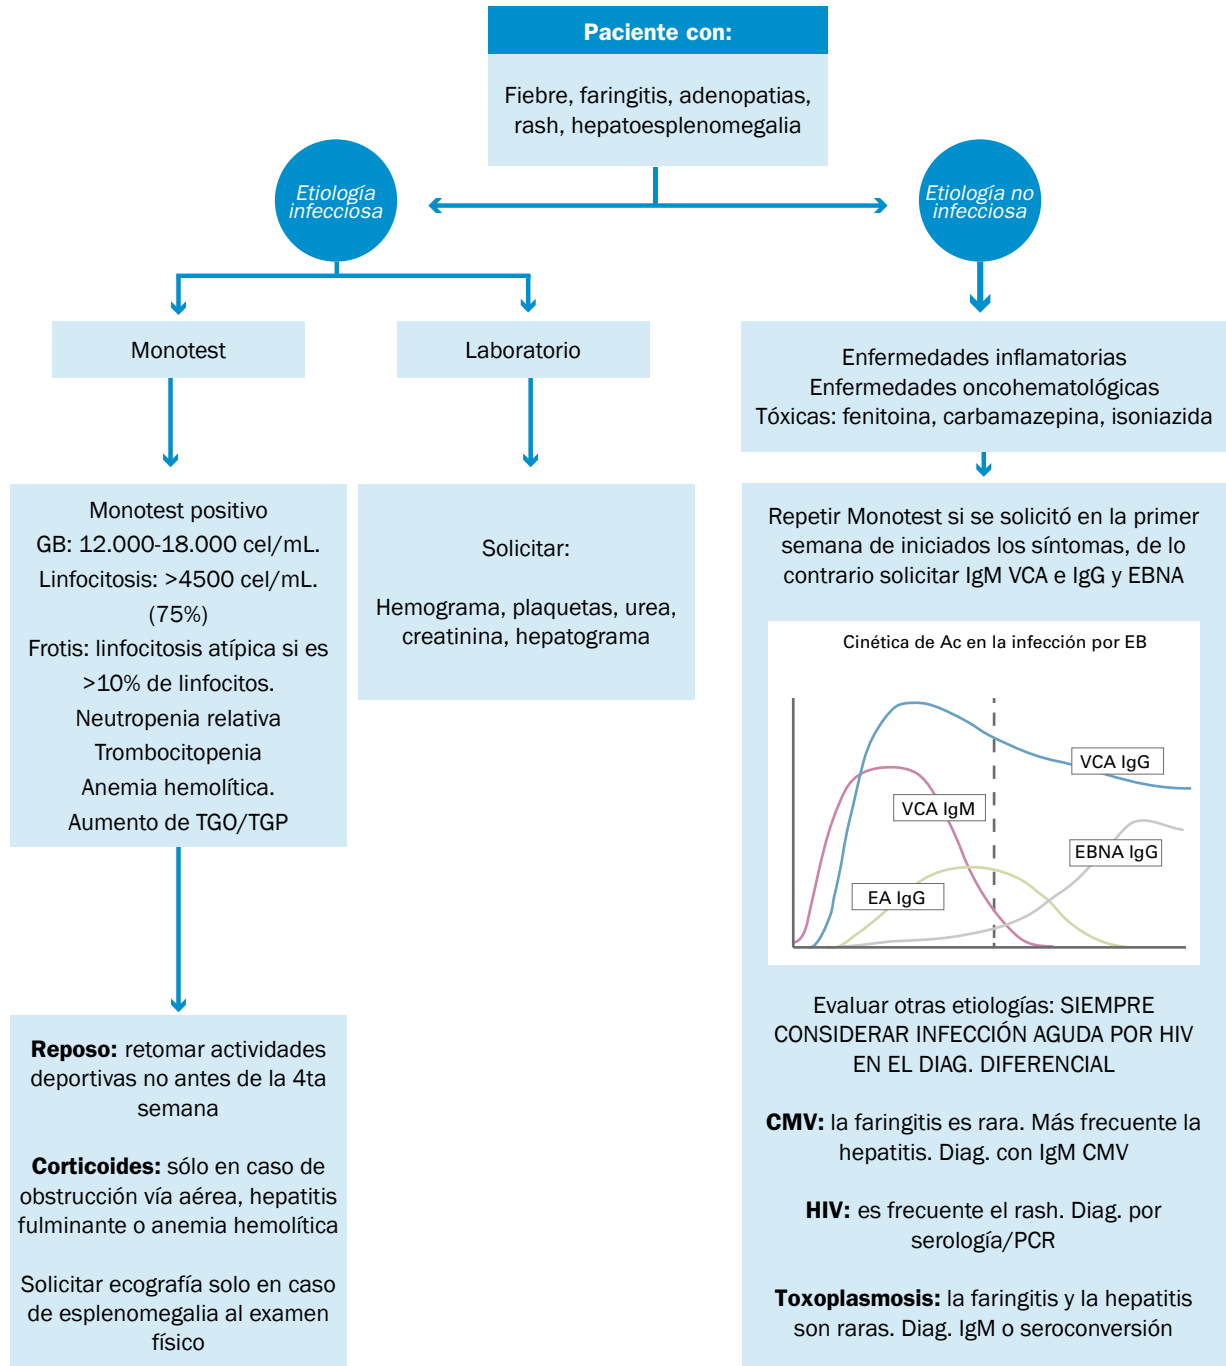 Paciente con:
Fiebre, faringitis, adenopatias,
rash, hepatoesplenomegalia
Etiología
infecciosa
Etiología no
infecciosa
Monotest
Laboratorio
Enfermedades inflamatorias
Enfermedades oncohematológicas
Tóxicas: fenitoina, carbamazepina, isoniazida
Monotest positivo
GB: 12.000-18.000 cel/mL.
Linfocitosis: >4500 cel/mL.
(75%)
Frotis: linfocitosis atípica si es
>10% de linfocitos.
Neutropenia relativa
Trombocitopenia
Anemia hemolítica.
Aumento de TGO/TGP
Solicitar:
Hemograma, plaquetas, urea,
creatinina, hepatograma
Repetir Monotest si se solicitó en la primer
semana de iniciados los síntomas, de lo
contrario solicitar IgM VCA e IgG y EBNA
Cinética de Ac en la infección por EB
VCA IgG
VCA IgM
EBNA IgG
EA IgG
Reposo: retomar actividades
deportivas no antes de la 4ta
semana
Corticoides: sólo en caso de
obstrucción vía aérea, hepatitis
fulminante o anemia hemolítica
Solicitar ecografía solo en caso
de esplenomegalia al examen
físico
Evaluar otras etiologías: SIEMPRE
CONSIDERAR INFECCIÓN AGUDA POR HIV
EN EL DIAG. DIFERENCIAL
CMV: la faringitis es rara. Más frecuente la
hepatitis. Diag. con IgM CMV
HIV: es frecuente el rash. Diag. por
serología/PCR
Toxoplasmosis: la faringitis y la hepatitis
son raras. Diag. IgM o seroconversión